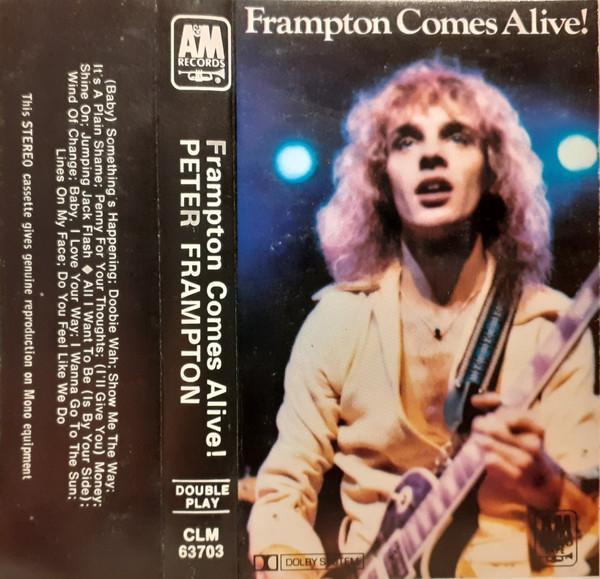 Frampton Comes Alive!
DOLBY SYSTEM
A&M
A&M
RECORDS
Frampton Comes Alive!
PETER FRAMPTON
DOUBLE
PLAY
CLM
63703
(Baby) Something's Happening; Doobie Wah; Show Me The Way;
It's A Plain Shame; Penny For Your Thoughts; (I'll Give You) Money;
Shine On; Jumping Jack Flash ◆ All I Want To Be (Is By Your Side);
Wind Of Change; Baby, I Love Your Way; I Wanna Go To The Sun;
Lines On My Face; Do You Feel Like We Do
This STEREO cassette gives genuine reproduction on Mono equipment